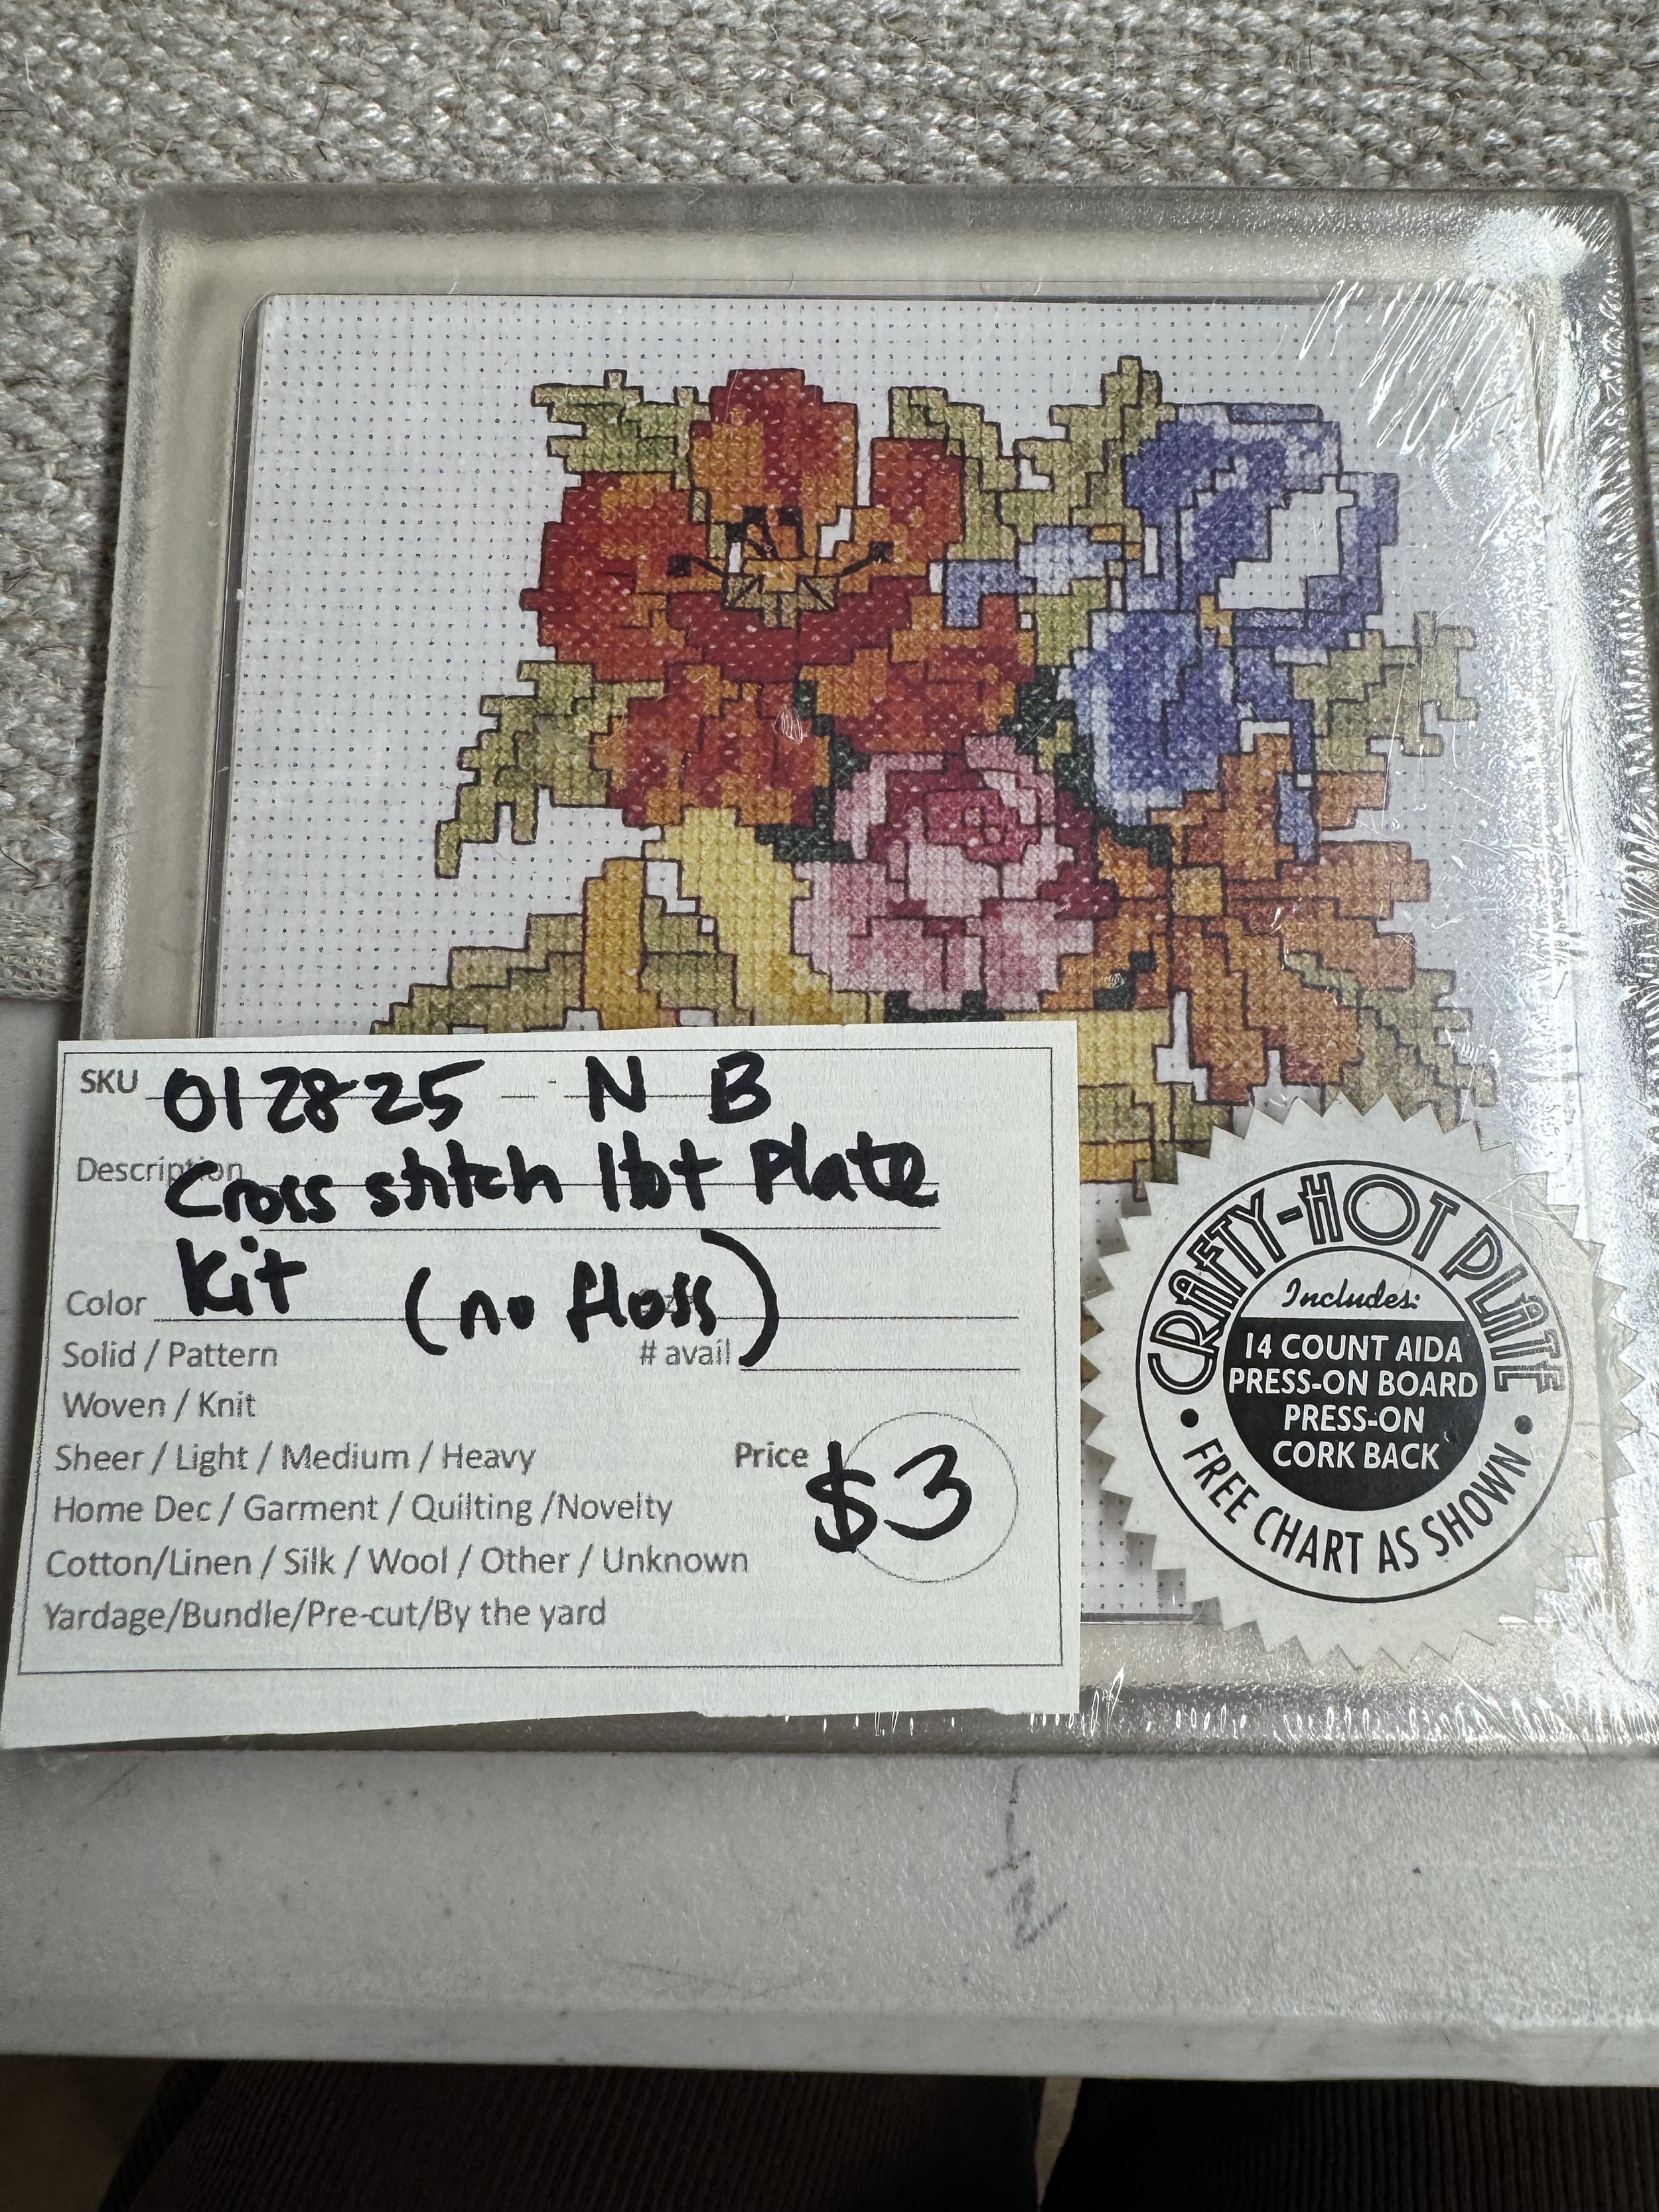 SKU 012825 - N B
Description Cross stitch Hot Plate
Color Kit (no floss)
Solid / Pattern # avail
Woven / Knit
Sheer / Light / Medium / Heavy Price $3
Home Dec / Garment / Quilting /Novelty
Cotton/Linen / Silk / Wool / Other / Unknown
Yardage/Bundle/Pre-cut/By the yard
CRAFTY-HOT PLATE
Includes:
14 COUNT AIDA
PRESS-ON BOARD
PRESS-ON
CORK BACK
• FREE CHART AS SHOWN •